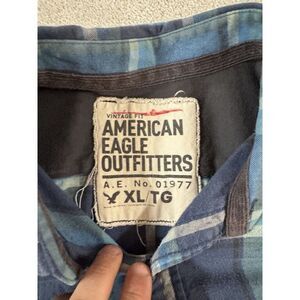 VINTAGE FIT
AMERICAN
EAGLE
OUTFITTERS
A.E. No. 01977
XL/TG